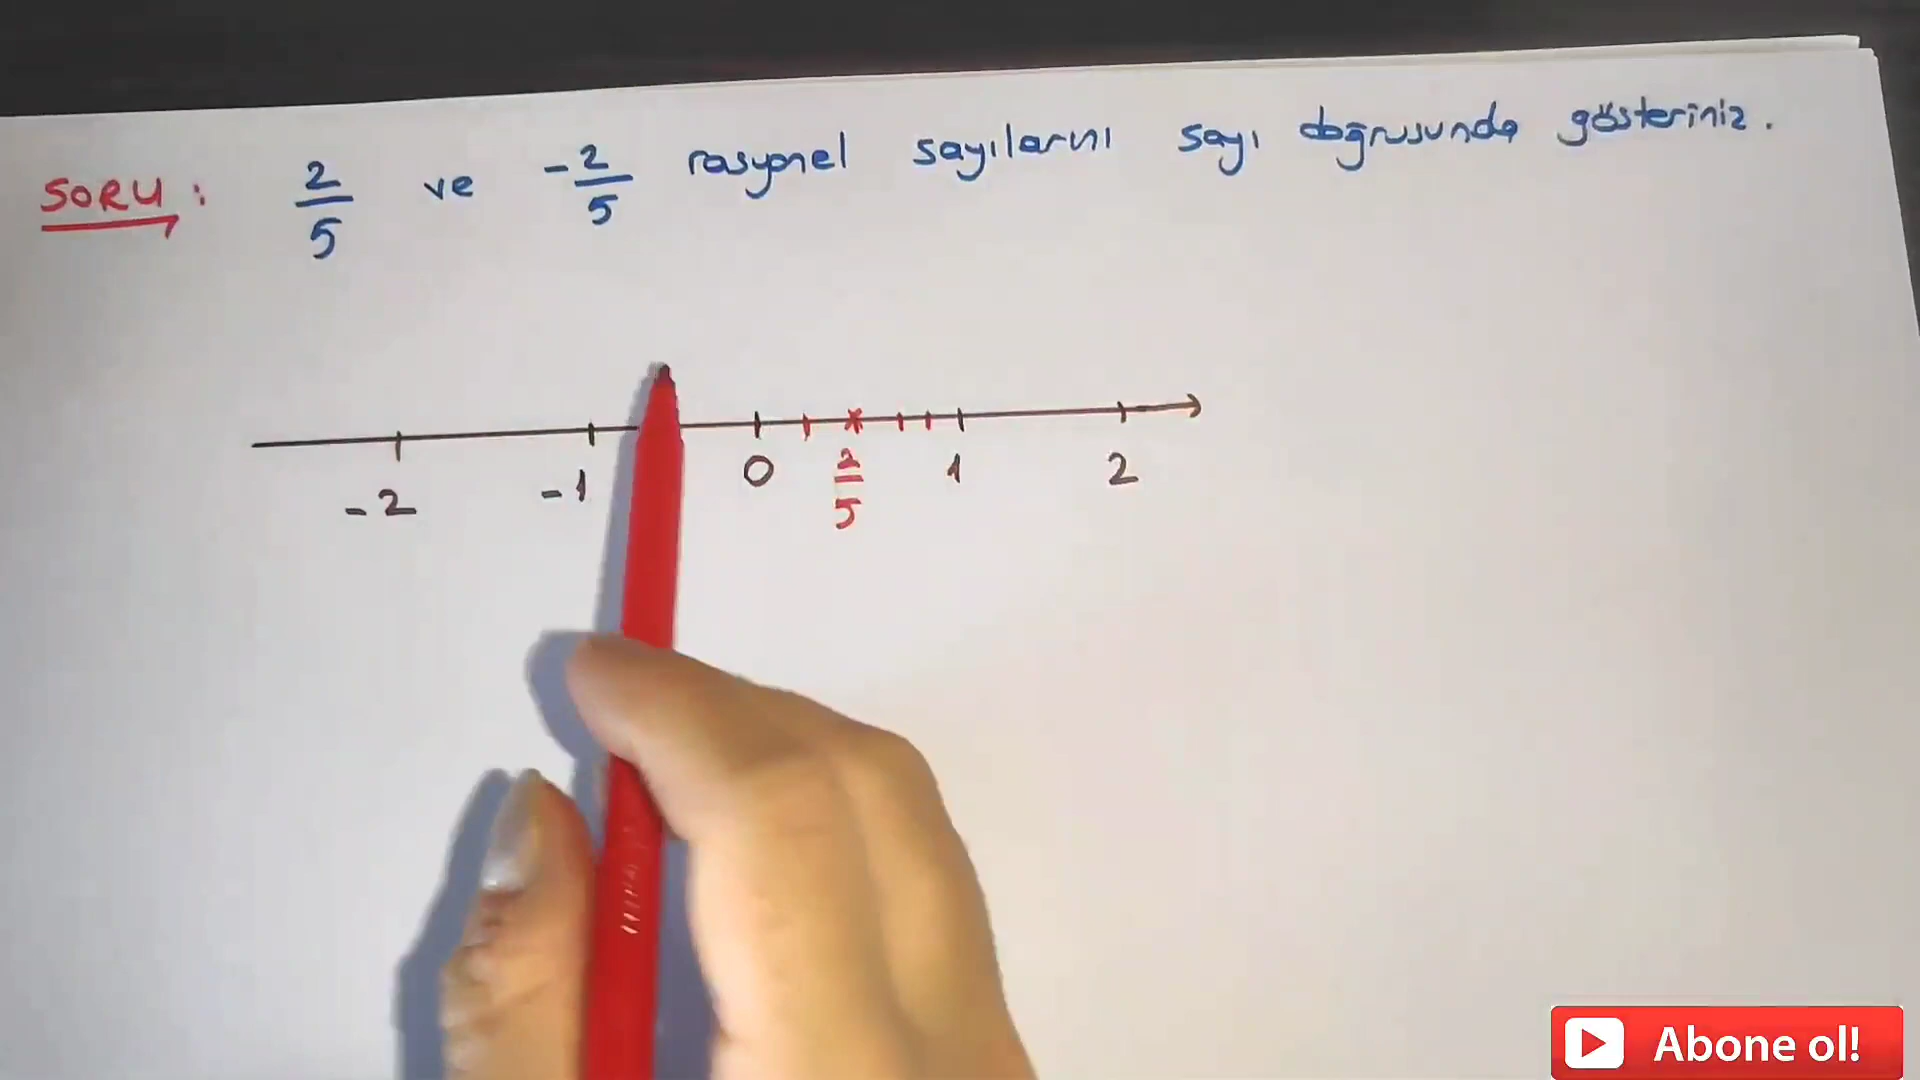 SORU: 2/5 ve -2/5 rasyonel sayılarını sayı doğrusunda gösteriniz.
-2 -1 0 2/5 1 2
Abone ol!